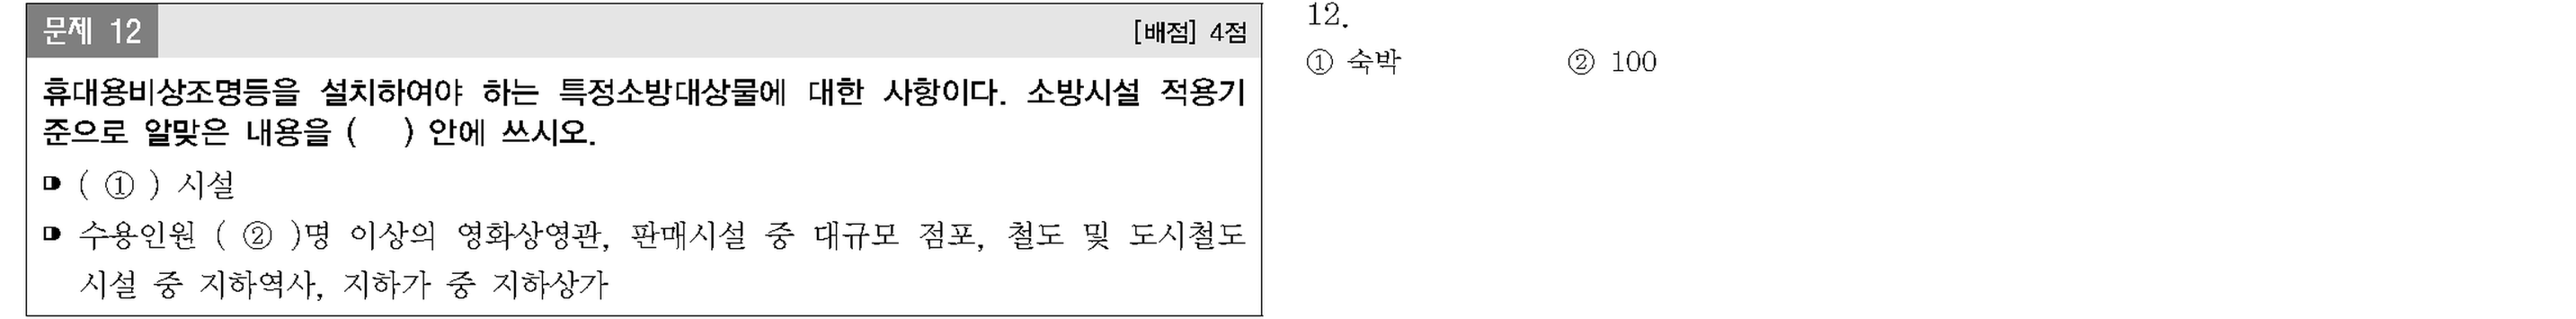 문제 12
[배점] 4점
휴대용비상조명등을 설치하여야 하는 특정소방대상물에 대한 사항이다. 소방시설 적용기
준으로 알맞은 내용을 (   ) 안에 쓰시오.
( ① ) 시설
수용인원 ( ② )명 이상의 영화상영관, 판매시설 중 대규모 점포, 철도 및 도시철도
시설 중 지하역사, 지하가 중 지하상가
12.
① 숙박 ② 100